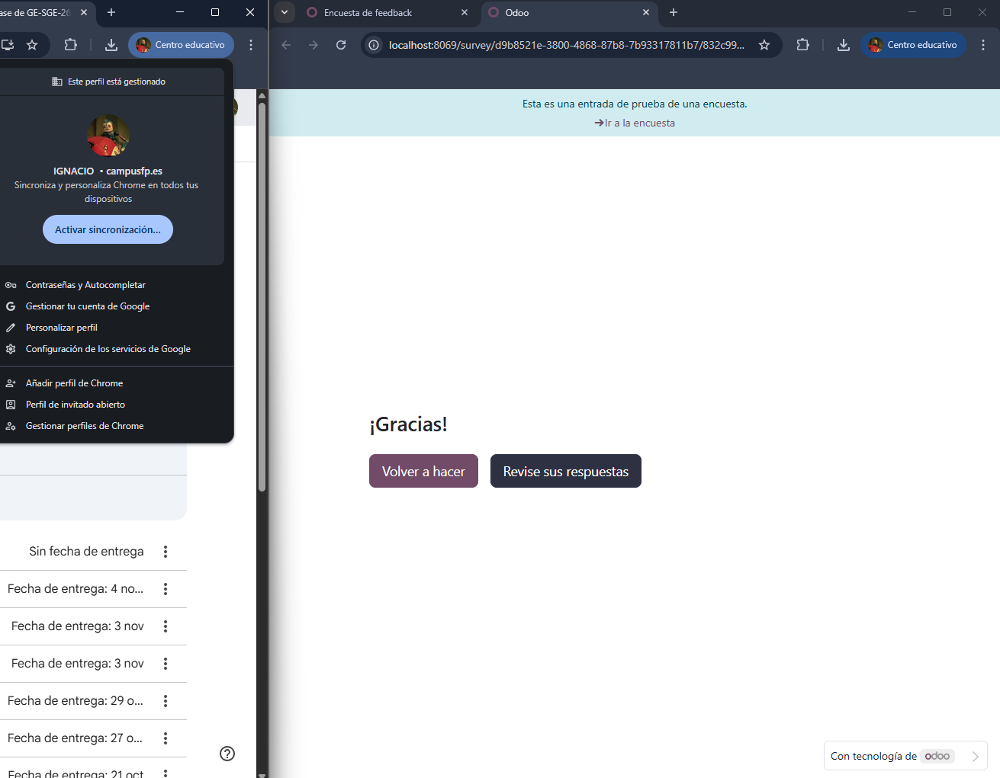 ase de GE-SGE-26
Centro educativo
Este perfil está gestionado
IGNACIO • campusfp.es
Sincroniza y personaliza Chrome en todos tus
dispositivos
Activar sincronización...
Contraseñas y Autocompletar
Gestionar tu cuenta de Google
Personalizar perfil
Configuración de los servicios de Google
Añadir perfil de Chrome
Perfil de invitado abierto
Gestionar perfiles de Chrome
Sin fecha de entrega
Fecha de entrega: 4 no...
Fecha de entrega: 3 nov
Fecha de entrega: 3 nov
Fecha de entrega: 29 o...
Fecha de entrega: 27 o...
Fecha de entrega: 21 oct
Encuesta de feedback
Odoo
localhost:8069/survey/d9b8521e-3800-4868-87b8-7b93317811b7/832c99...
Centro educativo
Esta es una entrada de prueba de una encuesta.
Ir a la encuesta
¡Gracias!
Volver a hacer
Revise sus respuestas
Con tecnología de odoo